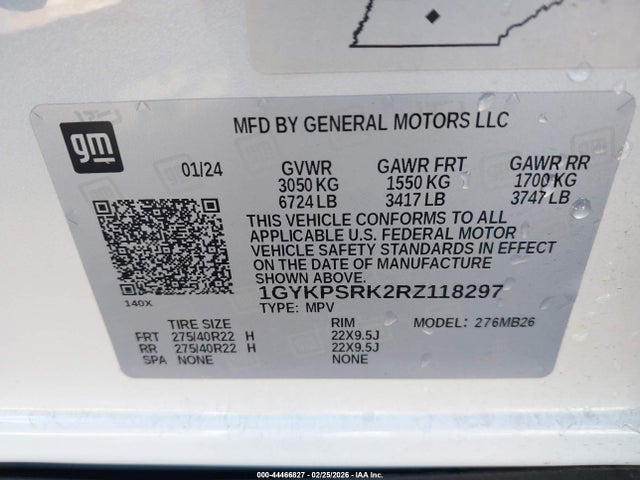 MFD BY GENERAL MOTORS LLC
gm
01/24 GVWR GAWR FRT GAWR RR
3050 KG 1550 KG 1700 KG
6724 LB 3417 LB 3747 LB
THIS VEHICLE CONFORMS TO ALL
APPLICABLE U.S. FEDERAL MOTOR
VEHICLE SAFETY STANDARDS IN EFFECT
ON THE DATE OF MANUFACTURE
SHOWN ABOVE.
140X
1GYKPSRK2RZ118297
TYPE: MPV
TIRE SIZE RIM MODEL: 276MB26
FRT 275/40R22 H 22X9.5J
RR 275/40R22 H 22X9.5J
SPA NONE NONE
000-44466827 - 02/25/2026 - IAA Inc.